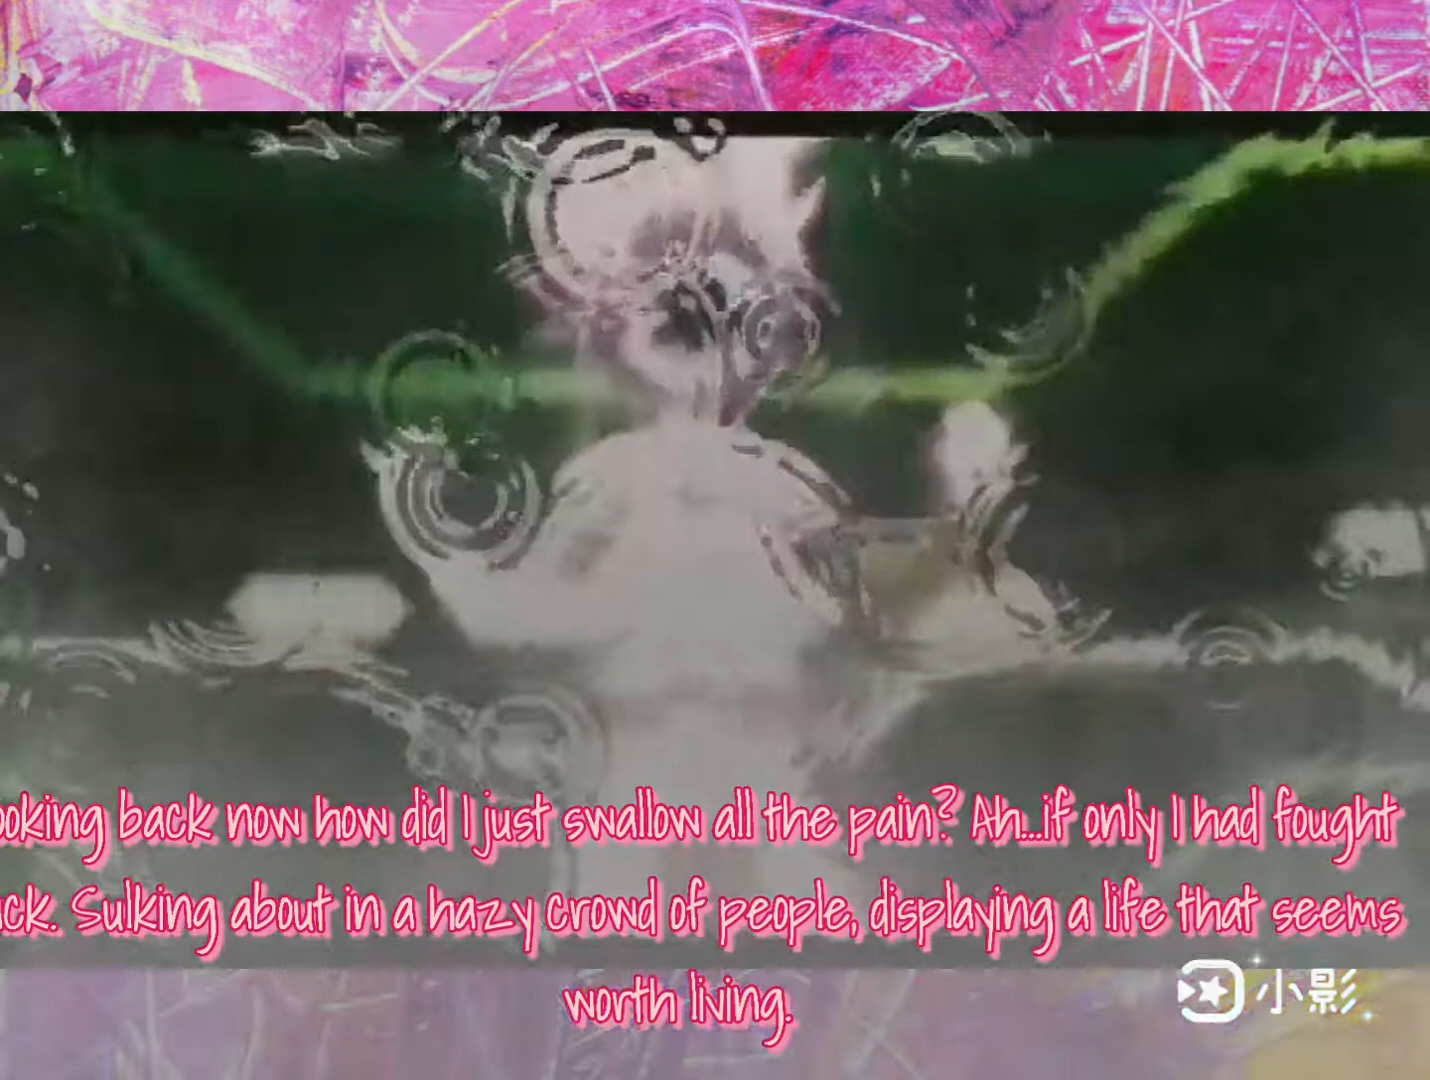 ooking back now how did I just swallow all the pain? Ah...if only I had fought
ck. Sulking about in a hazy crowd of people, displaying a life that seems
worth living.
小影